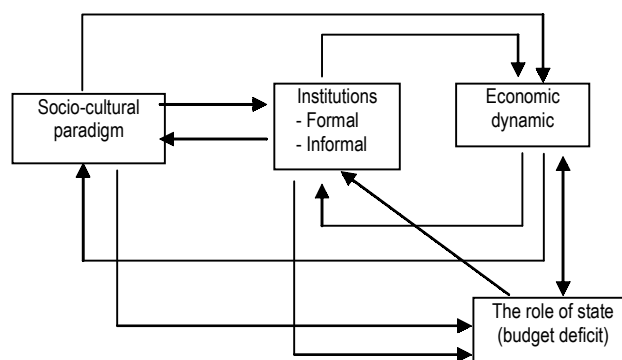 Socio-cultural
paradigm
Institutions
- Formal
- Informal
Economic
dynamic
The role of state
(budget deficit)